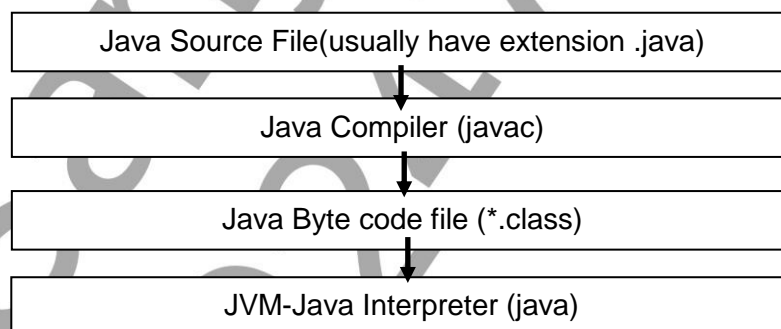 Java Source File(usually have extension .java)
Java Compiler (javac)
Java Byte code file (*.class)
JVM-Java Interpreter (java)